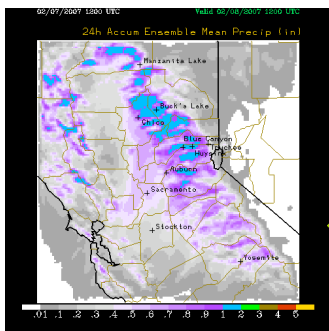 02/07/2007 1200 UTC Valid 02/08/2007 1200 UTC
24h Accum Ensemble Mean Precip (in)
Manzanita Lake
Buck's Lake
Chico
Blue Canyon
Truckee
Huysink
Auburn
Sacramento
Stockton
Yosemite
.01 .1 .2 .3 .4 .5 .6 .7 .8 .9 1 2 3 4 5